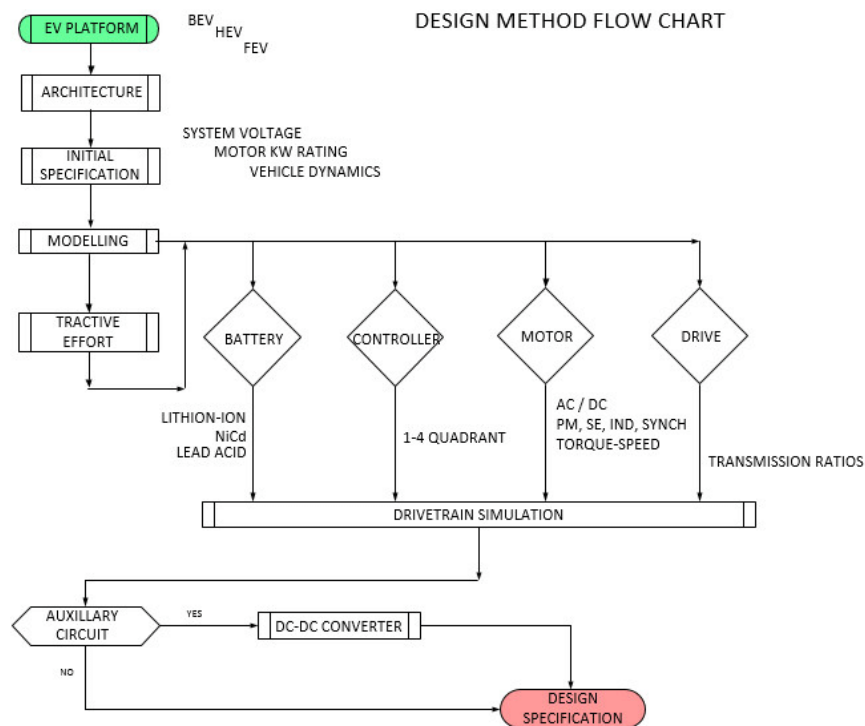 DESIGN METHOD FLOW CHART
EV PLATFORM
BEV
HEV
FEV
ARCHITECTURE
SYSTEM VOLTAGE
MOTOR KW RATING
VEHICLE DYNAMICS
INITIAL
SPECIFICATION
MODELLING
TRACTIVE
EFFORT
BATTERY
CONTROLLER
MOTOR
DRIVE
LITHION-ION
NiCd
LEAD ACID
1-4 QUADRANT
AC / DC
PM, SE, IND, SYNCH
TORQUE-SPEED
TRANSMISSION RATIOS
DRIVETRAIN SIMULATION
AUXILLARY
CIRCUIT
YES
DC-DC CONVERTER
NO
DESIGN
SPECIFICATION